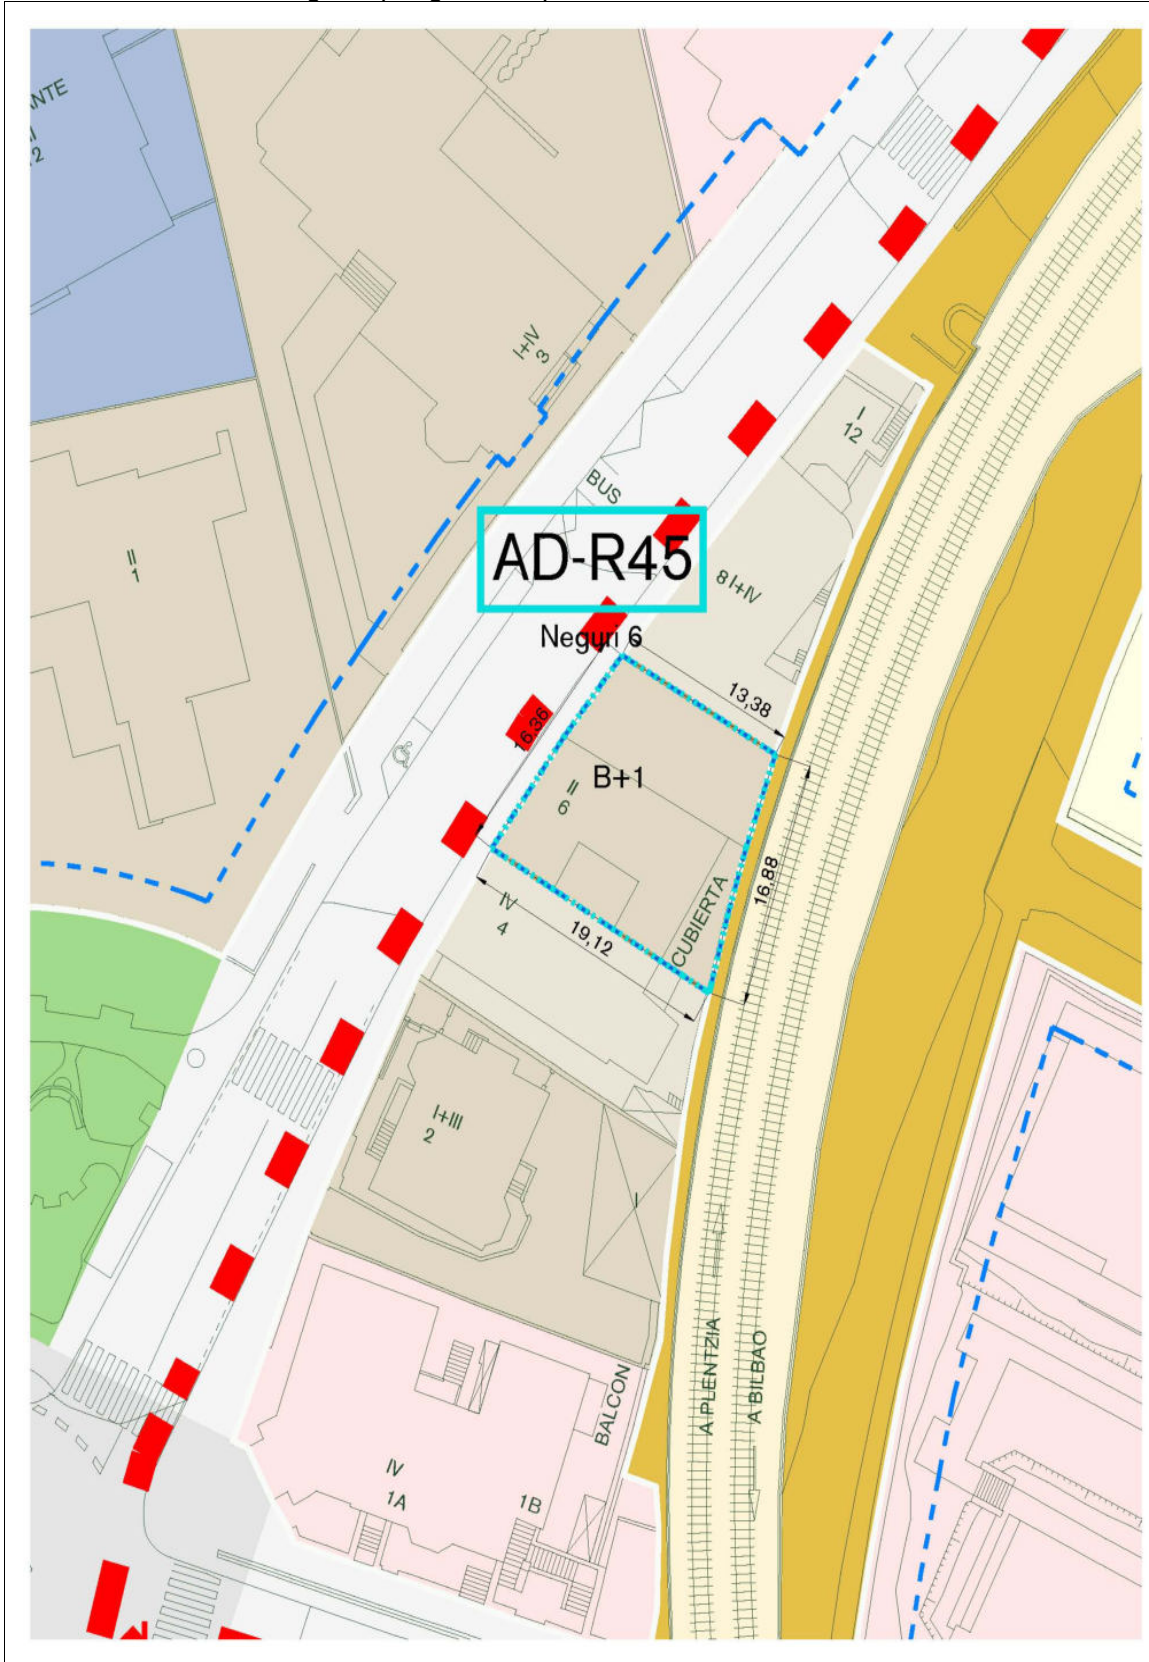 ANTE
I+IV
3
I
12
BUS
II
1
AD-R45
8 I+IV
Neguri 6
13,38
16,36
B+1
II
6
16,88
CUBIERTA
IV
4
19,12
I+III
2
I
A PLENTZIA
A BILBAO
BALCON
IV
1A
1B